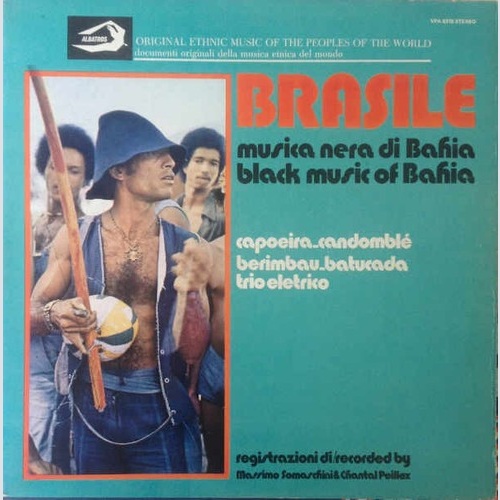 VPA 8318 STEREO
ALBATROS
ORIGINAL ETHNIC MUSIC OF THE PEOPLES OF THE WORLD
documenti originali della musica etnica del mondo
BRASILE
musica nera di Bahia
black music of Bahia
capoeira_candomblé
berimbau_batucada
trio eletrico
registrazioni di/recorded by
Massimo Somaschini & Chantal Peillex